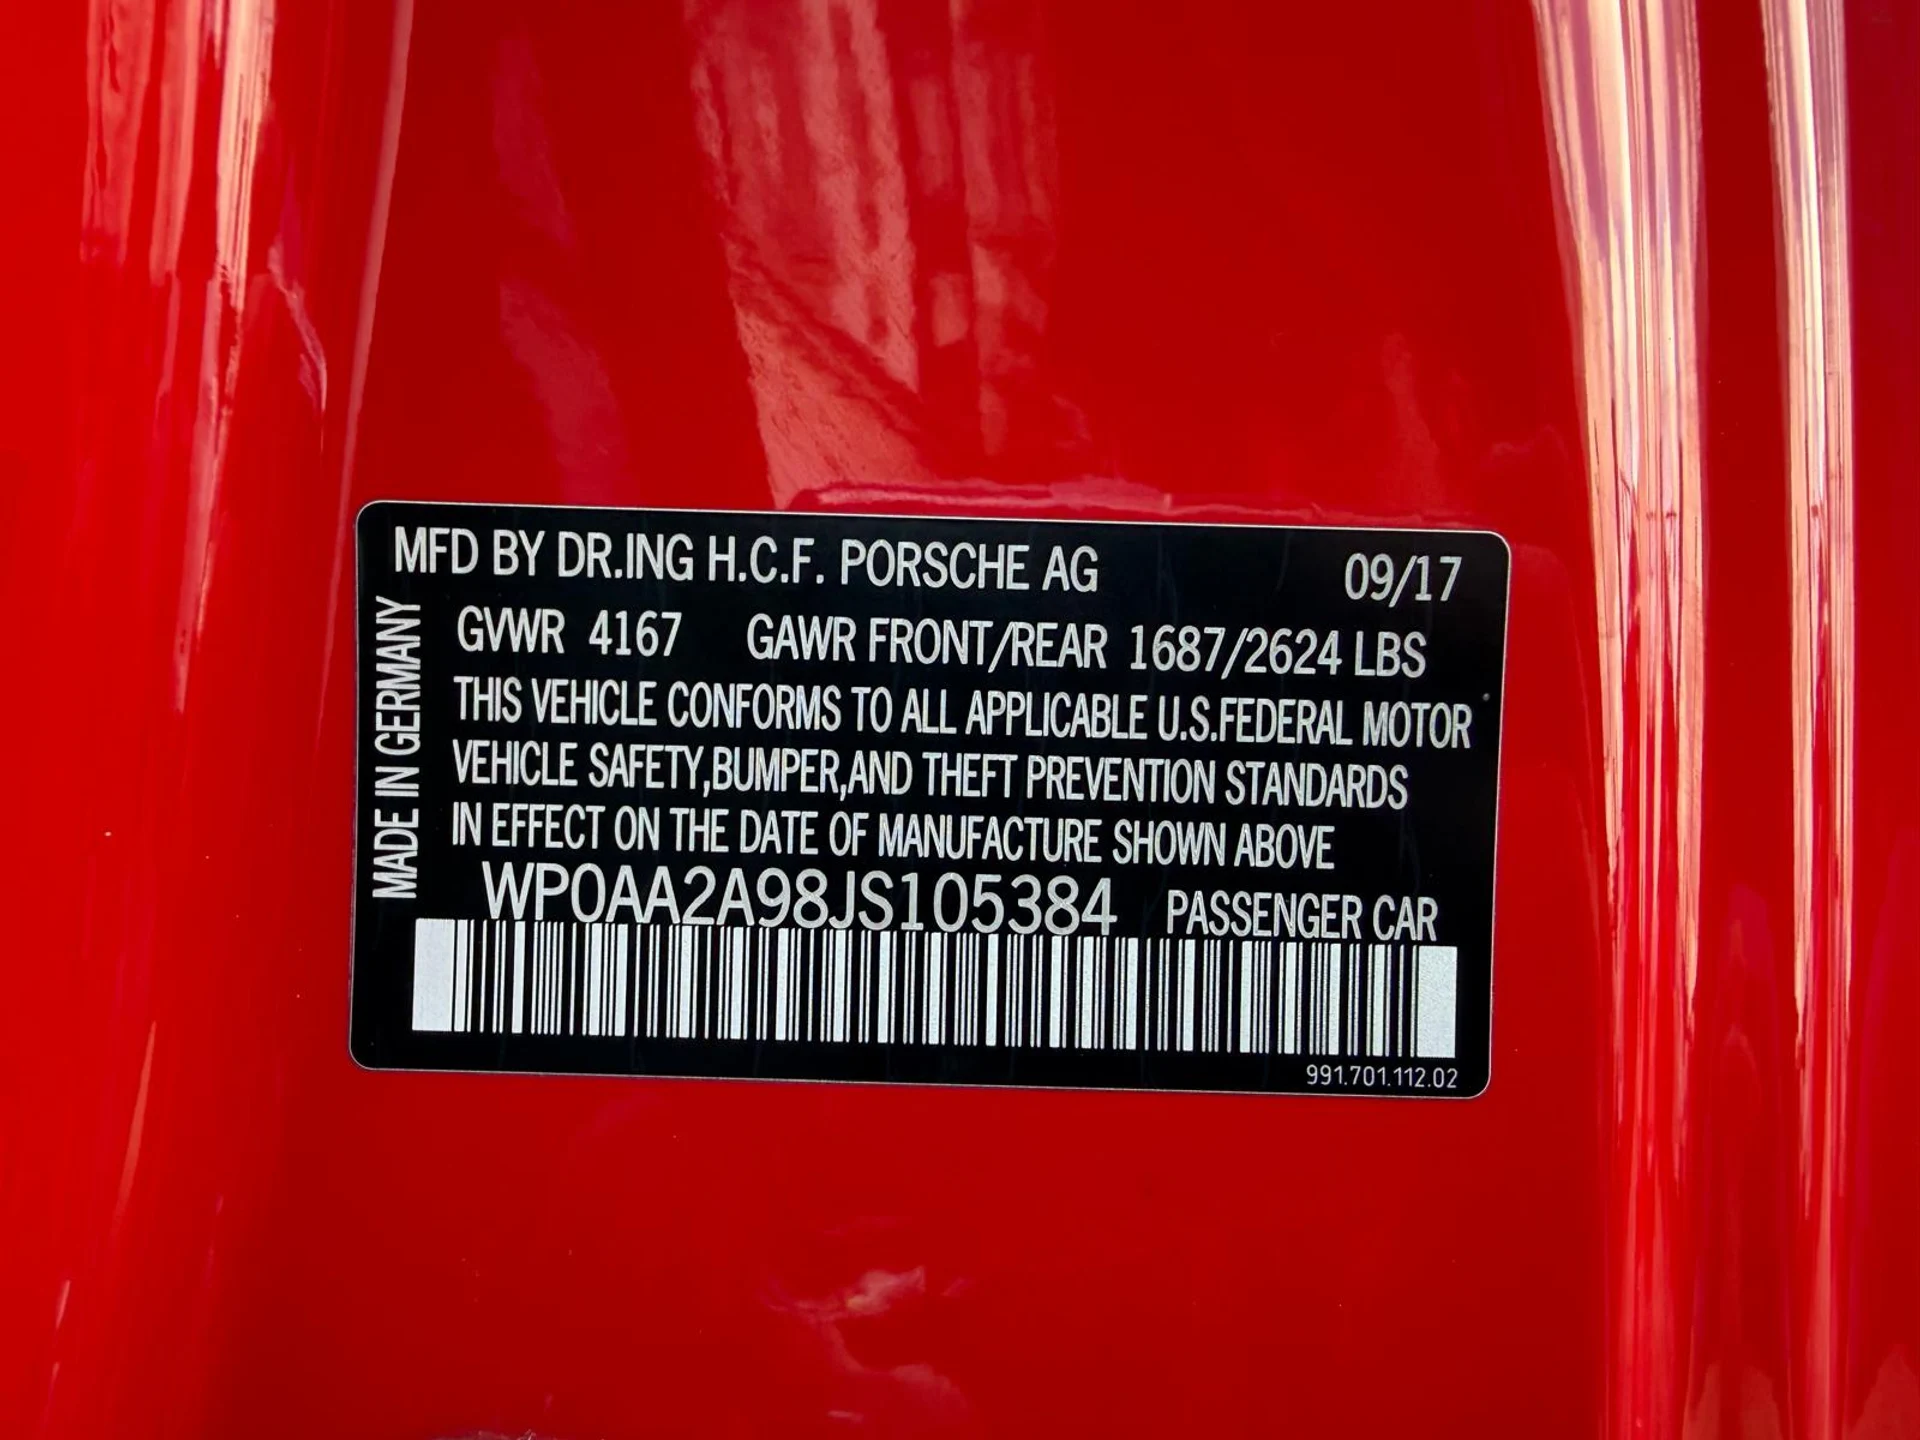 MFD BY DR.ING H.C.F. PORSCHE AG 09/17
MADE IN GERMANY
GVWR 4167 GAWR FRONT/REAR 1687/2624 LBS
THIS VEHICLE CONFORMS TO ALL APPLICABLE U.S.FEDERAL MOTOR
VEHICLE SAFETY,BUMPER,AND THEFT PREVENTION STANDARDS
IN EFFECT ON THE DATE OF MANUFACTURE SHOWN ABOVE
WP0AA2A98JS105384 PASSENGER CAR
991.701.112.02